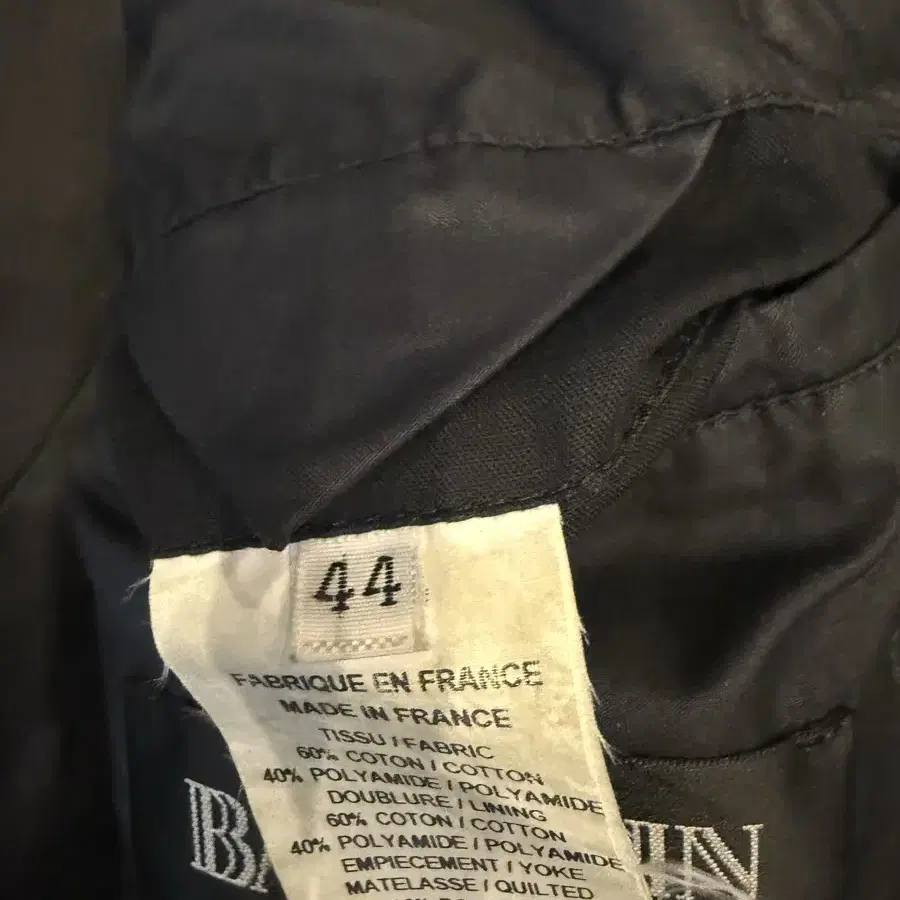 44
FABRIQUE EN FRANCE
MADE IN FRANCE
TISSU / FABRIC
60% COTON / COTTON
40% POLYAMIDE / POLYAMIDE
DOUBLURE / LINING
60% COTON / COTTON
40% POLYAMIDE / POLYAMIDE
EMPIECEMENT / YOKE
MATELASSE / QUILTED